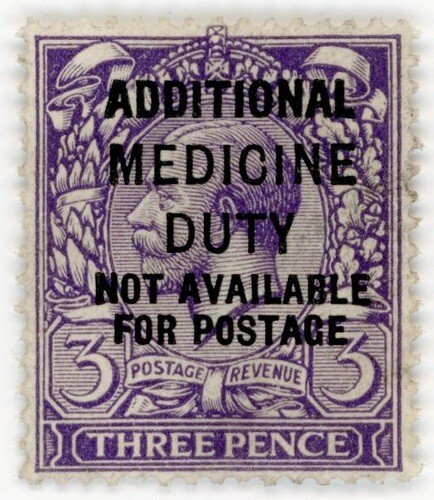 ADDITIONAL
MEDICINE
DUTY
NOT AVAILABLE
FOR POSTAGE
3 POSTAGE REVENUE 3
THREE PENCE